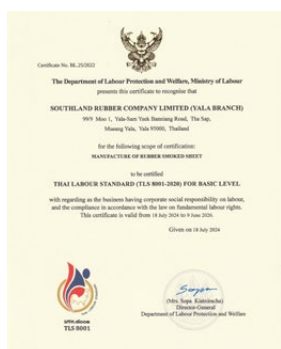 Certificate No. BL.25/2022
The Department of Labour Protection and Welfare, Ministry of Labour
presents this certificate to recognise that
SOUTHLAND RUBBER COMPANY LIMITED (YALA BRANCH)
99/9 Moo 1, Yala-Sam Yaek Bannang Road, Tha Sap,
Mueang Yala, Yala 95000, Thailand
for the following scope of certification:
MANUFACTURE OF RUBBER SMOKED SHEET
to be certified
THAI LABOUR STANDARD (TLS 8001-2020) FOR BASIC LEVEL
with regarding as the business having corporate social responsibility on labour,
and the compliance in accordance with the law on fundamental labour rights.
This certificate is valid from 18 July 2024 to 9 June 2026.
Given on 18 July 2024
(Mrs. Sopa Kiatniracha)
Director-General
Department of Labour Protection and Welfare
TLS 8001